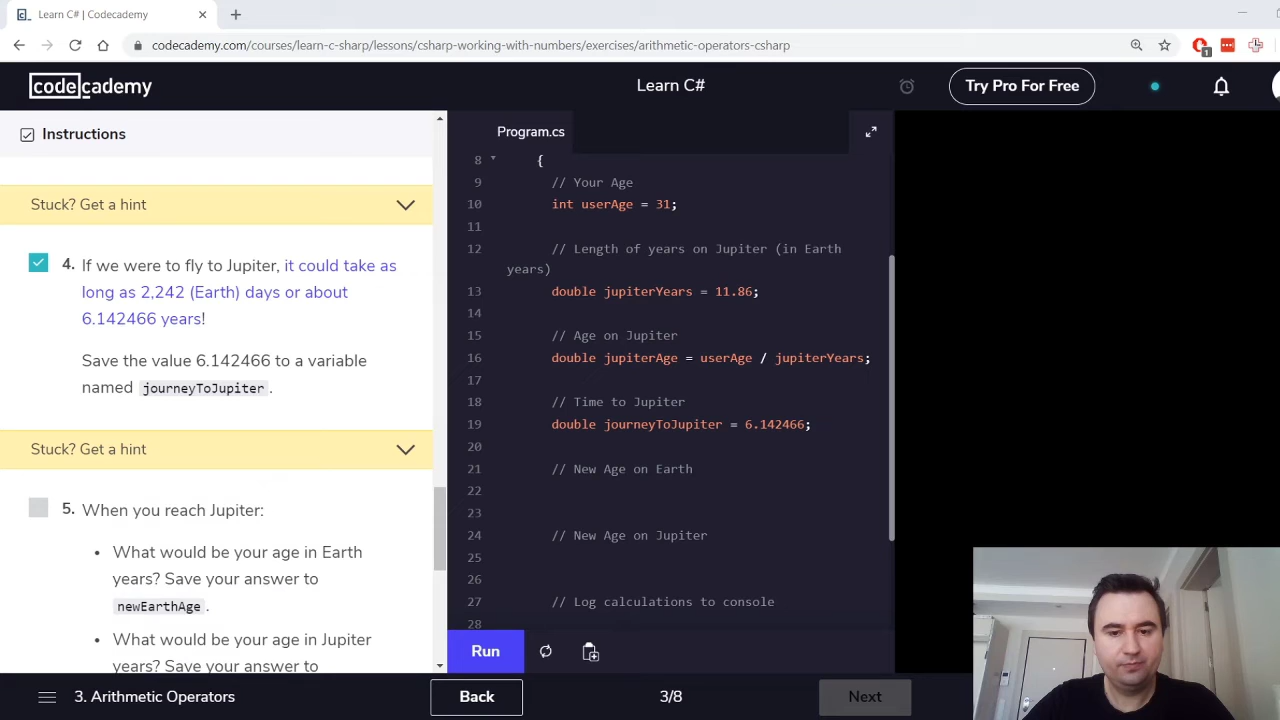 Learn C# | Codecademy
codecademy.com/courses/learn-c-sharp/lessons/csharp-working-with-numbers/exercises/arithmetic-operators-csharp
1
codecademy
Learn C#
Try Pro For Free
Instructions
Stuck? Get a hint
4. If we were to fly to Jupiter, it could take as
long as 2,242 (Earth) days or about
6.142466 years!
Save the value 6.142466 to a variable
named journeyToJupiter.
Stuck? Get a hint
5. When you reach Jupiter:
• What would be your age in Earth
years? Save your answer to
newEarthAge.
• What would be your age in Jupiter
years? Save your answer to
Program.cs
8 {
9 // Your Age
10 int userAge = 31;
11
12 // Length of years on Jupiter (in Earth
years)
13 double jupiterYears = 11.86;
14
15 // Age on Jupiter
16 double jupiterAge = userAge / jupiterYears;
17
18 // Time to Jupiter
19 double journeyToJupiter = 6.142466;
20
21 // New Age on Earth
22
23
24 // New Age on Jupiter
25
26
27 // Log calculations to console
28
Run
3. Arithmetic Operators
Back
3/8
Next